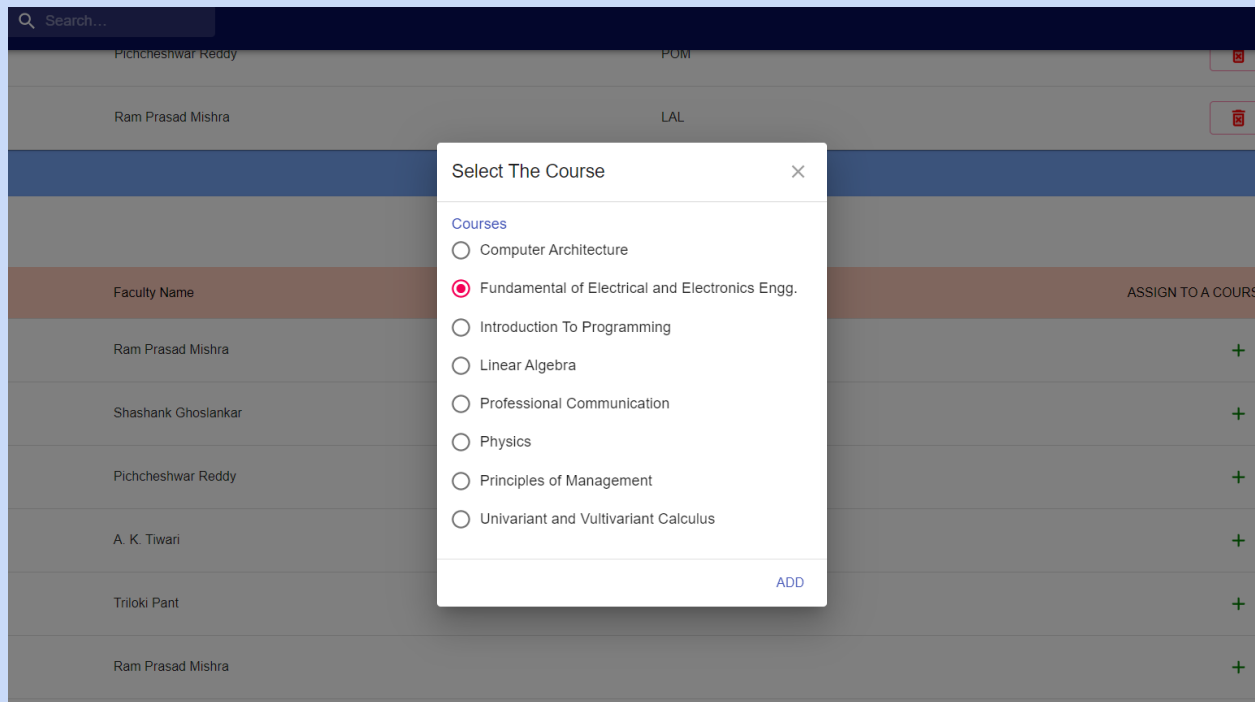 Search...
Pichcheshwar Reddy POM
Ram Prasad Mishra LAL
Select The Course
Courses
Computer Architecture
Fundamental of Electrical and Electronics Engg.
Introduction To Programming
Linear Algebra
Professional Communication
Physics
Principles of Management
Univariant and Vultivariant Calculus
ADD
Faculty Name ASSIGN TO A COURS
Ram Prasad Mishra
Shashank Ghoslankar
Pichcheshwar Reddy
A. K. Tiwari
Triloki Pant
Ram Prasad Mishra